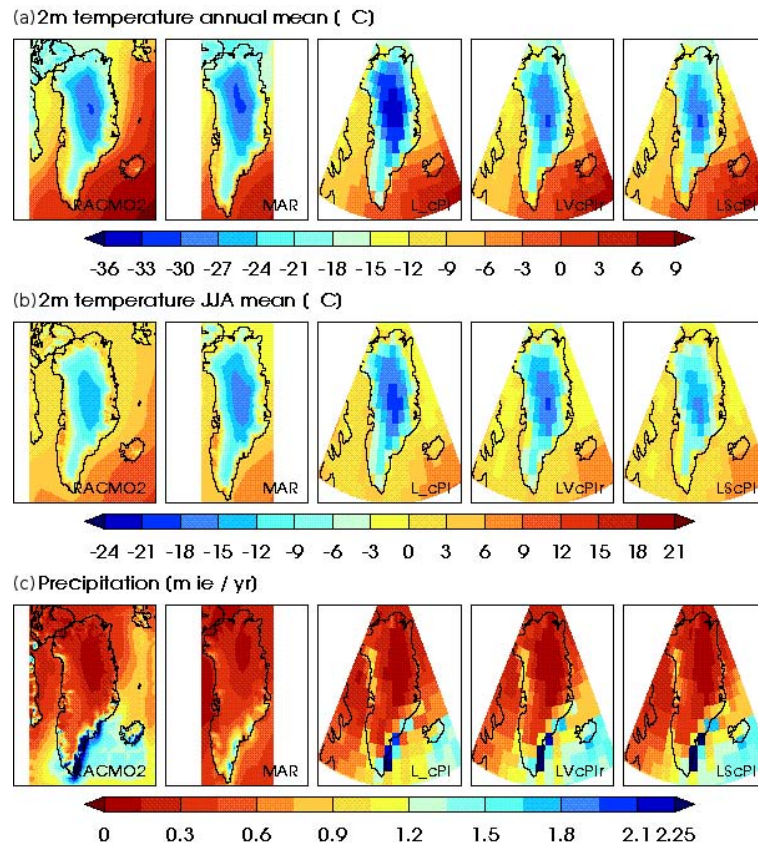 (a) 2m temperature annual mean ( C)
RACMO2 MAR L_cPI LVcPIr LScPI
-36 -33 -30 -27 -24 -21 -18 -15 -12 -9 -6 -3 0 3 6 9
(b) 2m temperature JJA mean ( C)
RACMO2 MAR L_cPI LVcPIr LScPI
-24 -21 -18 -15 -12 -9 -6 -3 0 3 6 9 12 15 18 21
(c) Precipitation (m ie / yr)
RACMO2 MAR L_cPI LVcPIr LScPI
0 0.3 0.6 0.9 1.2 1.5 1.8 2.1 2.25